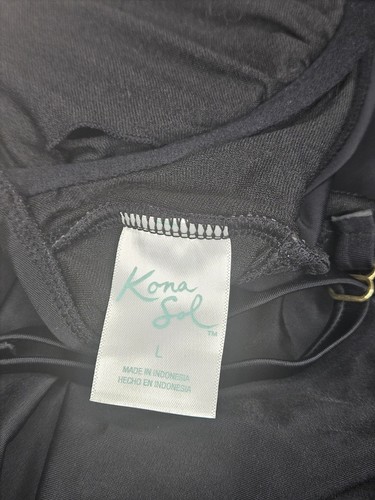 Kona
Sol
TM
L
MADE IN INDONESIA
HECHO EN INDONESIA